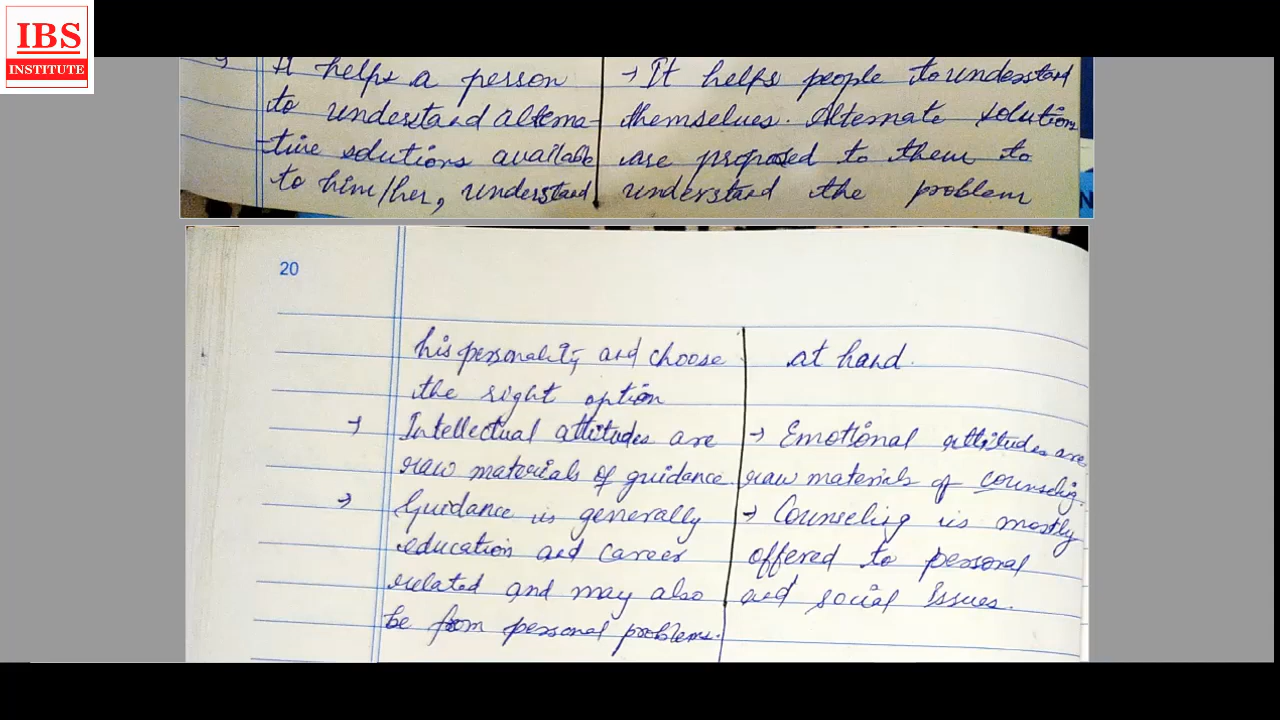 IBS
INSTITUTE
It helps a person
to understand alterna-
tive solutions available
to him/her, understand
→ It helps people to understand
themselves. Alternate solutions
are proposed to them to
understand the problem
20
his personality and choose
the right option
→ Intellectual attitudes are
raw materials of guidance.
→ Guidance is generally
education and career
related and may also
be from personal problems.
at hand.
→ Emotional attitudes are
raw materials of counselig.
→ Counseling is mostly
offered to personal
and social Issues.
N